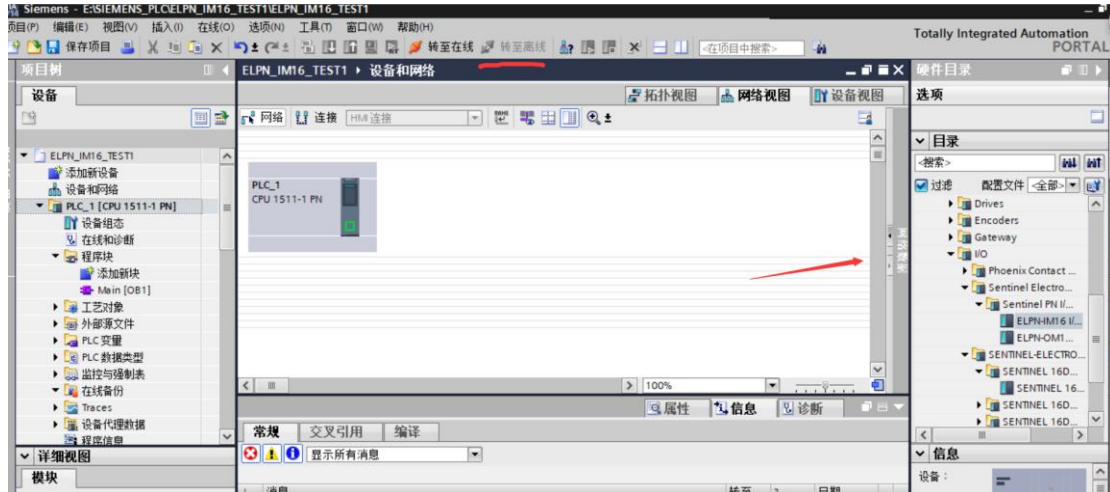 Siemens - E:\SIEMENS_PLC\ELPN_IM16_TEST1\ELPN_IM16_TEST1
项目(P) 编辑(E) 视图(V) 插入(I) 在线(O) 选项(N) 工具(T) 窗口(W) 帮助(H)
Totally Integrated Automation
PORTAL
保存项目 转至在线 转至离线 <在项目中搜索>
项目树
ELPN_IM16_TEST1 设备和网络
硬件目录
设备
拓扑视图 网络视图 设备视图
选项
网络 连接 HMI 连接
ELPN_IM16_TEST1
添加新设备
设备和网络
PLC_1 [CPU 1511-1 PN]
设备组态
在线和诊断
程序块
添加新块
Main [OB1]
工艺对象
外部源文件
PLC 变量
PLC 数据类型
监控与强制表
在线备份
Traces
设备代理数据
程序信息
详细视图
模块
PLC_1
CPU 1511-1 PN
网络数据
100%
属性 信息 诊断
常规 交叉引用 编译
显示所有消息
消息 转至 ? 日期
目录
<搜索>
过滤 配置文件 <全部>
Drives
Encoders
Gateway
I/O
Phoenix Contact ...
Sentinel Electro...
Sentinel PN I/...
ELPN-IM16 I/...
ELPN-OM1...
SENTINEL-ELECTRO...
SENTINEL 16D...
SENTINEL 16...
SENTINEL 16D...
SENTINEL 16D...
信息
设备：